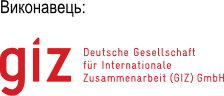 Виконавець:
giz
Deutsche Gesellschaft
für Internationale
Zusammenarbeit (GIZ) GmbH